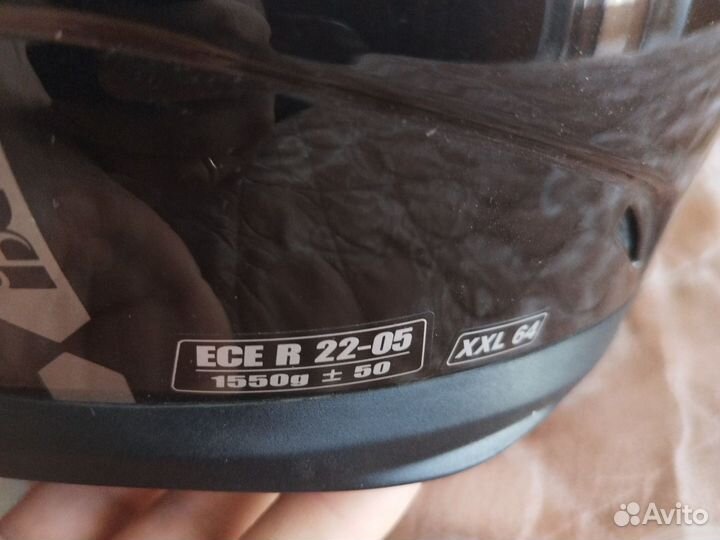 ECE R 22-05
1550g ± 50
XXL 64
Avito